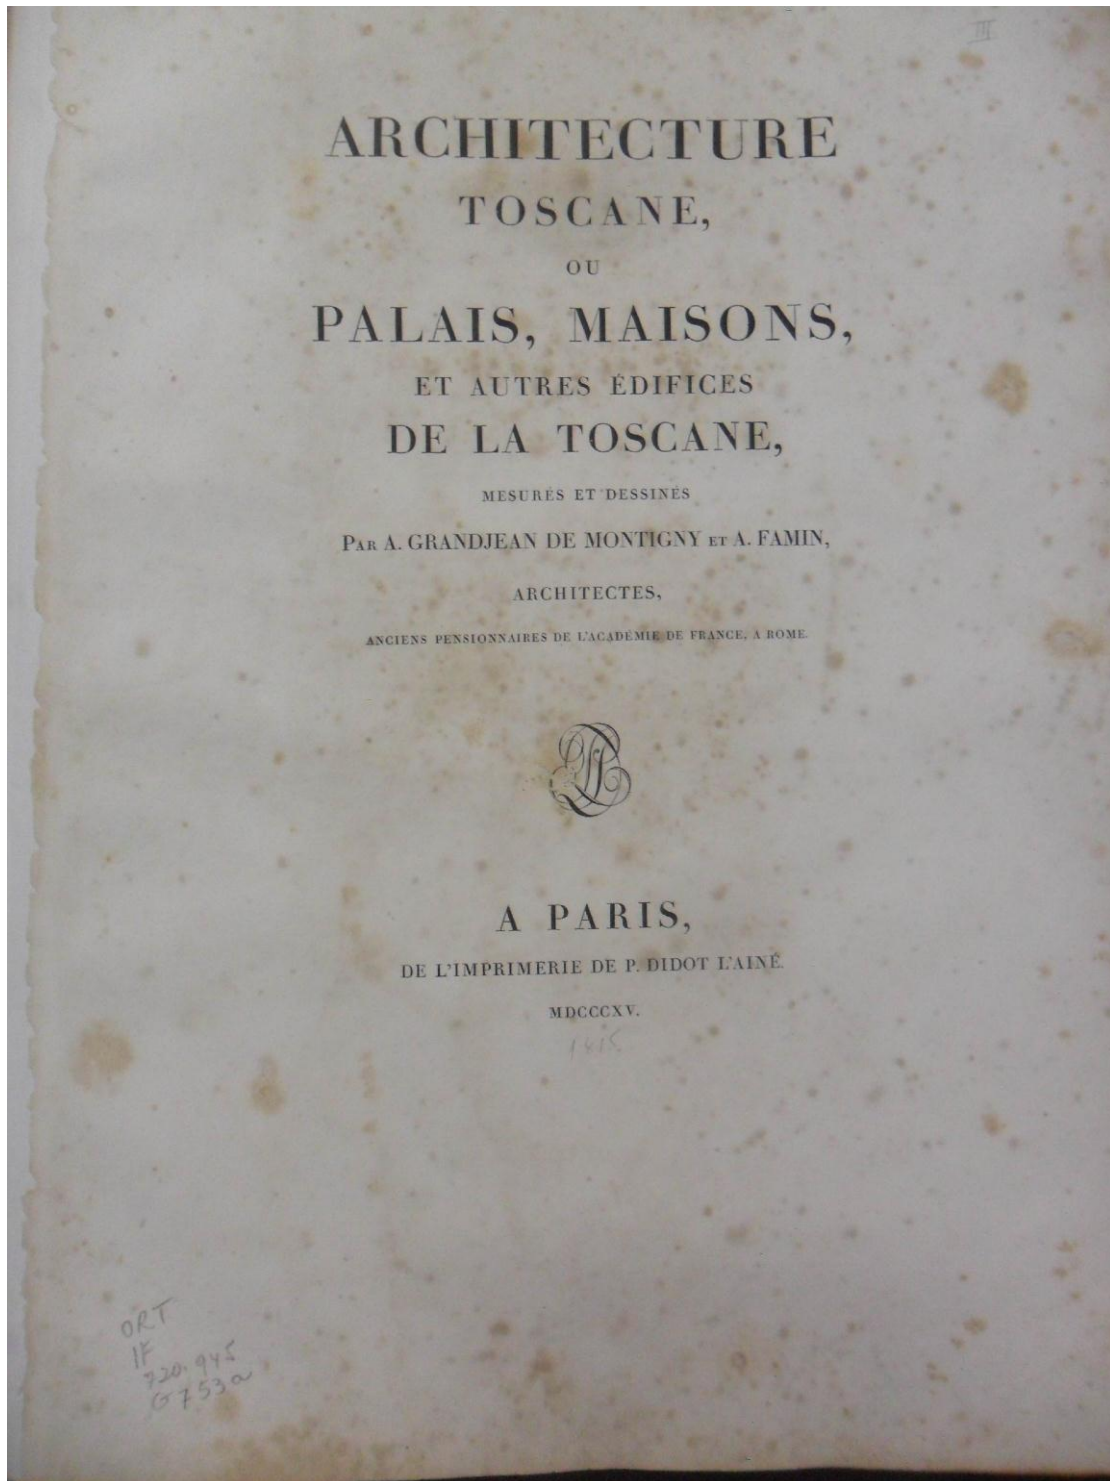 III
ARCHITECTURE
TOSCANE,
OU
PALAIS, MAISONS,
ET AUTRES ÉDIFICES
DE LA TOSCANE,
MESURÉS ET DESSINÉS
PAR A. GRANDJEAN DE MONTIGNY ET A. FAMIN,
ARCHITECTES,
ANCIENS PENSIONNAIRES DE L'ACADÉMIE DE FRANCE, A ROME.
A PARIS,
DE L'IMPRIMERIE DE P. DIDOT L'AINÉ.
MDCCCXV.
1815
ORT
IF
720.945
G753a